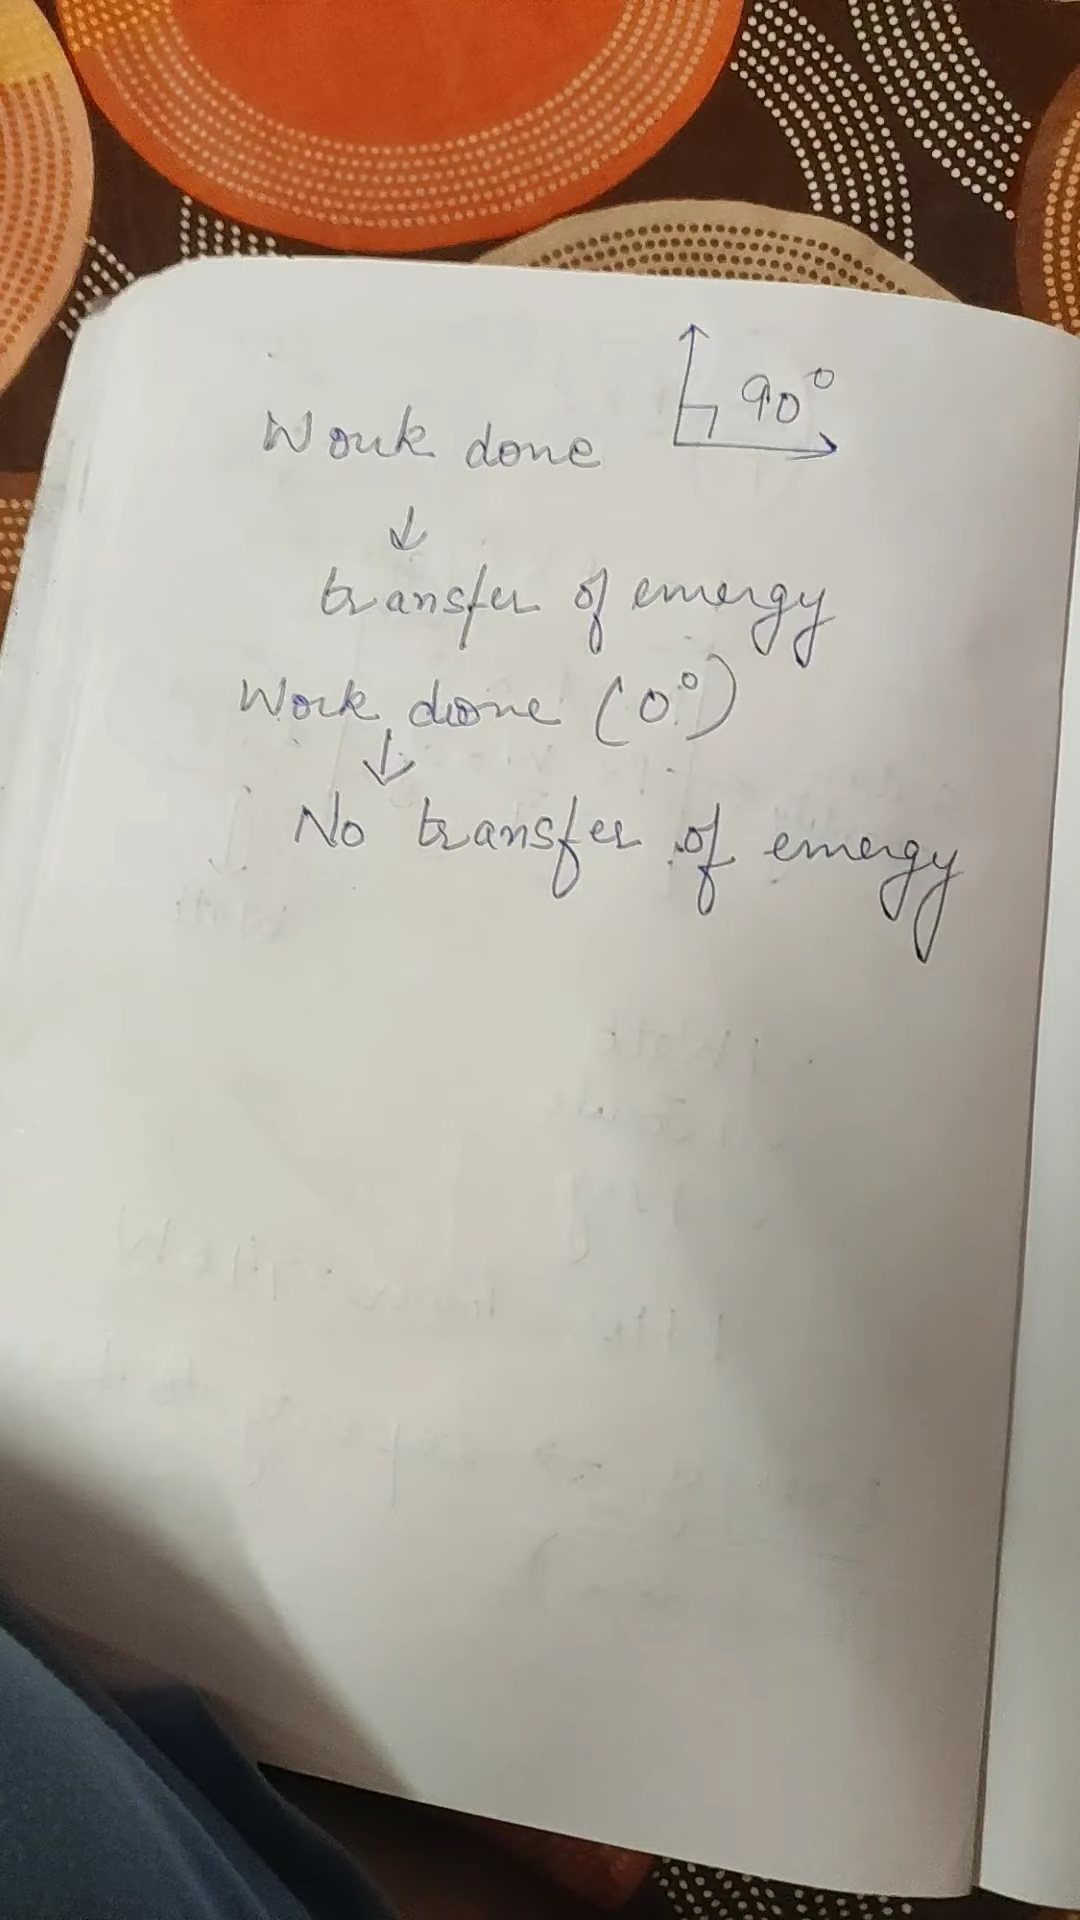 90°
Work done
↓
transfer of energy
Work done (0°)
↓
No transfer of energy